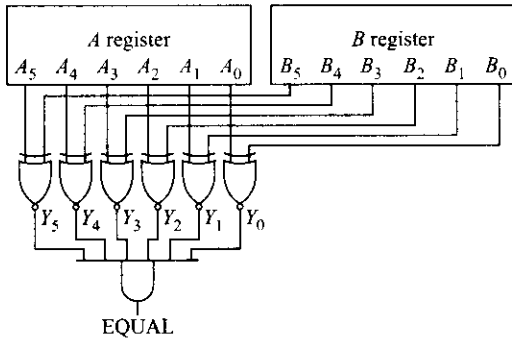 A register B register
A₅ A₄ A₃ A₂ A₁ A₀ B₅ B₄ B₃ B₂ B₁ B₀
Y₅ Y₄ Y₃ Y₂ Y₁ Y₀
EQUAL